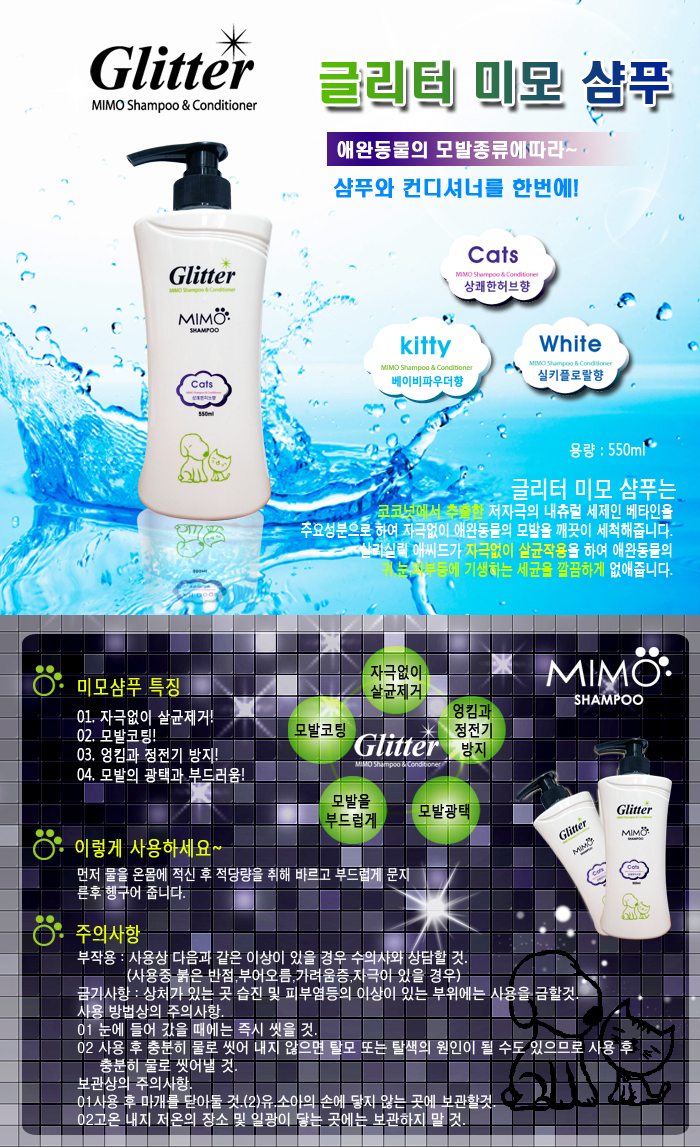 Glitter
MIMO Shampoo & Conditioner
글리터 미모 샴푸
애완동물의 모발종류에따라~
샴푸와 컨디셔너를 한번에!
Glitter
MIMO Shampoo & Conditioner
MIMO
SHAMPOO
Cats
상쾌한허브향
550ml
Cats
MIMO Shampoo & Conditioner
상쾌한허브향
kitty
MIMO Shampoo & Conditioner
베이비파우더향
White
MIMO Shampoo & Conditioner
실키플로랄향
용량 : 550ml
글리터 미모 샴푸는
코코넛에서 추출한 저자극의 내츄럴 세제인 베타인을
주요성분으로 하여 자극없이 애완동물의 모발을 깨끗이 세척해줍니다.
살리실릭 애씨드가 자극없이 살균작용을 하여 애완동물의
귀, 눈, 피부등에 기생하는 세균을 깔끔하게 없애줍니다.
미모샴푸 특징
01. 자극없이 살균제거!
02. 모발코팅!
03. 엉킴과 정전기 방지!
04. 모발의 광택과 부드러움!
자극없이
살균제거
모발코팅
엉킴과
정전기
방지
Glitter
MIMO Shampoo & Conditioner
모발을
부드럽게
모발광택
MIMO
SHAMPOO
Glitter
MIMO
SHAMPOO
Cats
Glitter
MIMO
SHAMPOO
Cats
이렇게 사용하세요~
먼저 물을 온몸에 적신 후 적당량을 취해 바르고 부드럽게 문지
른후 헹구어 줍니다.
주의사항
부작용 : 사용상 다음과 같은 이상이 있을 경우 수의사와 상담할 것.
(사용중 붉은 반점,부어오름,가려움증,자극이 있을 경우)
금기사항 : 상처가 있는 곳 습진 및 피부염등의 이상이 있는 부위에는 사용을 금할것.
사용 방법상의 주의사항.
01 눈에 들어 갔을 때에는 즉시 씻을 것.
02 사용 후 충분히 물로 씻어 내지 않으면 탈모 또는 탈색의 원인이 될 수도 있으므로 사용 후
충분히 물로 씻어낼 것.
보관상의 주의시항.
01사용 후 마개를 닫아둘 것.(2)유.소아의 손에 닿지 않는 곳에 보관할것.
02고온 내지 저온의 장소 및 일광이 닿는 곳에는 보관하지 말 것.